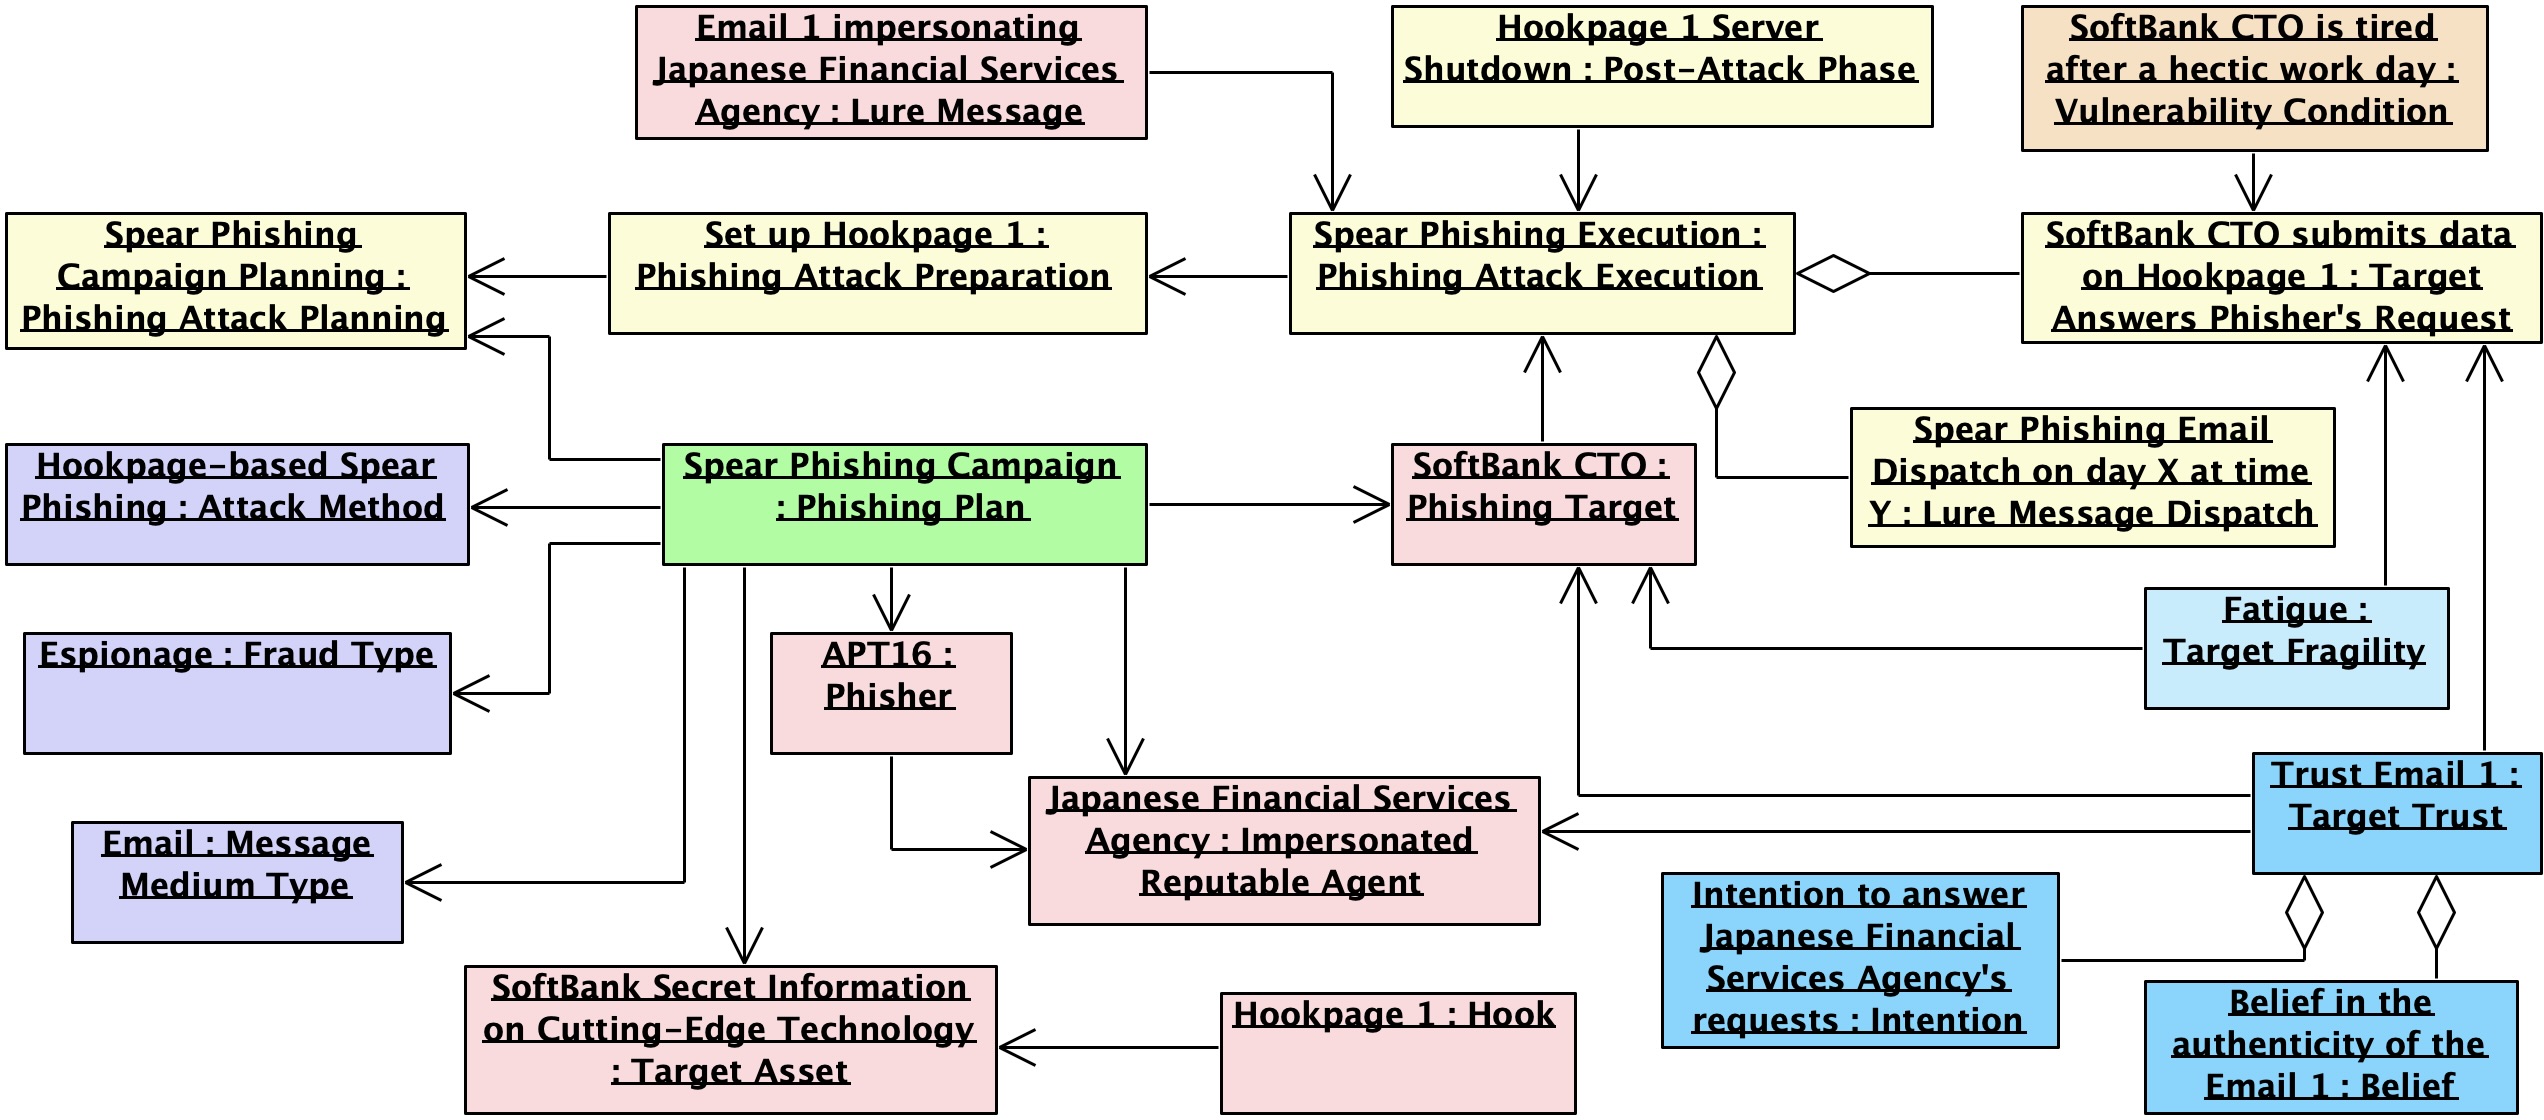 Email 1 impersonating
Japanese Financial Services
Agency : Lure Message
Hookpage 1 Server
Shutdown : Post-Attack Phase
SoftBank CTO is tired
after a hectic work day :
Vulnerability Condition
Spear Phishing
Campaign Planning :
Phishing Attack Planning
Set up Hookpage 1 :
Phishing Attack Preparation
Spear Phishing Execution :
Phishing Attack Execution
SoftBank CTO submits data
on Hookpage 1 : Target
Answers Phisher's Request
Hookpage-based Spear
Phishing : Attack Method
Spear Phishing Campaign
: Phishing Plan
SoftBank CTO :
Phishing Target
Spear Phishing Email
Dispatch on day X at time
Y : Lure Message Dispatch
Fatigue :
Target Fragility
Espionage : Fraud Type
APT16 :
Phisher
Japanese Financial Services
Agency : Impersonated
Reputable Agent
Trust Email 1 :
Target Trust
Email : Message
Medium Type
Intention to answer
Japanese Financial
Services Agency's
requests : Intention
SoftBank Secret Information
on Cutting-Edge Technology
: Target Asset
Hookpage 1 : Hook
Belief in the
authenticity of the
Email 1 : Belief